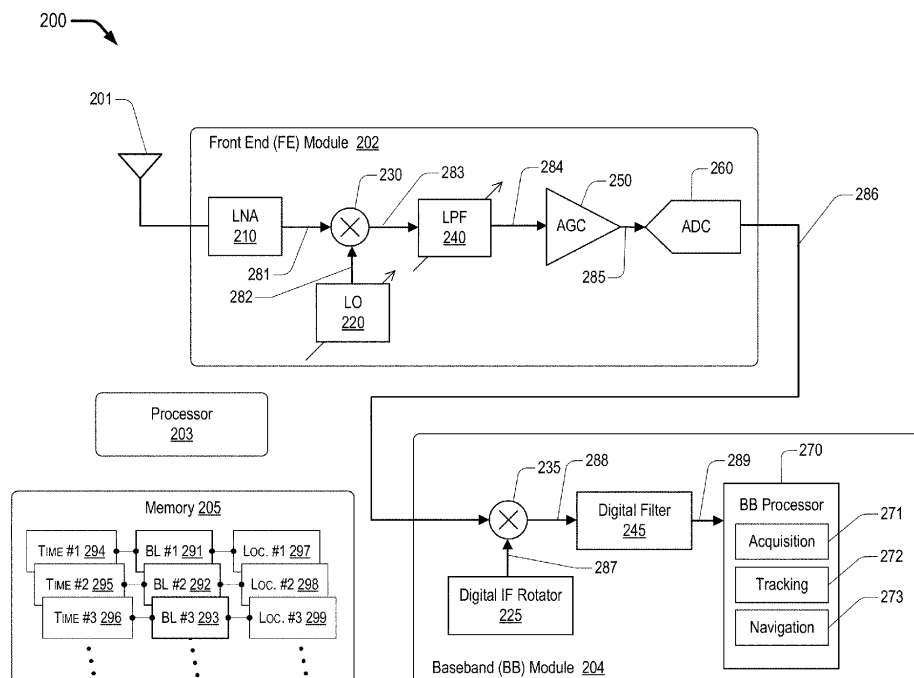 200
201
Front End (FE) Module 202
230
283
284
250
260
286
LNA
210
LPF
240
AGC
ADC
281
282
285
LO
220
Processor
203
270
235
288
289
Memory 205
BB Processor
Digital Filter
245
271
Acquisition
TIME #1 294
BL #1 291
LOC. #1 297
TIME #2 295
BL #2 292
LOC. #2 298
287
272
Tracking
Digital IF Rotator
225
273
TIME #3 296
BL #3 293
LOC. #3 299
Navigation
Baseband (BB) Module 204